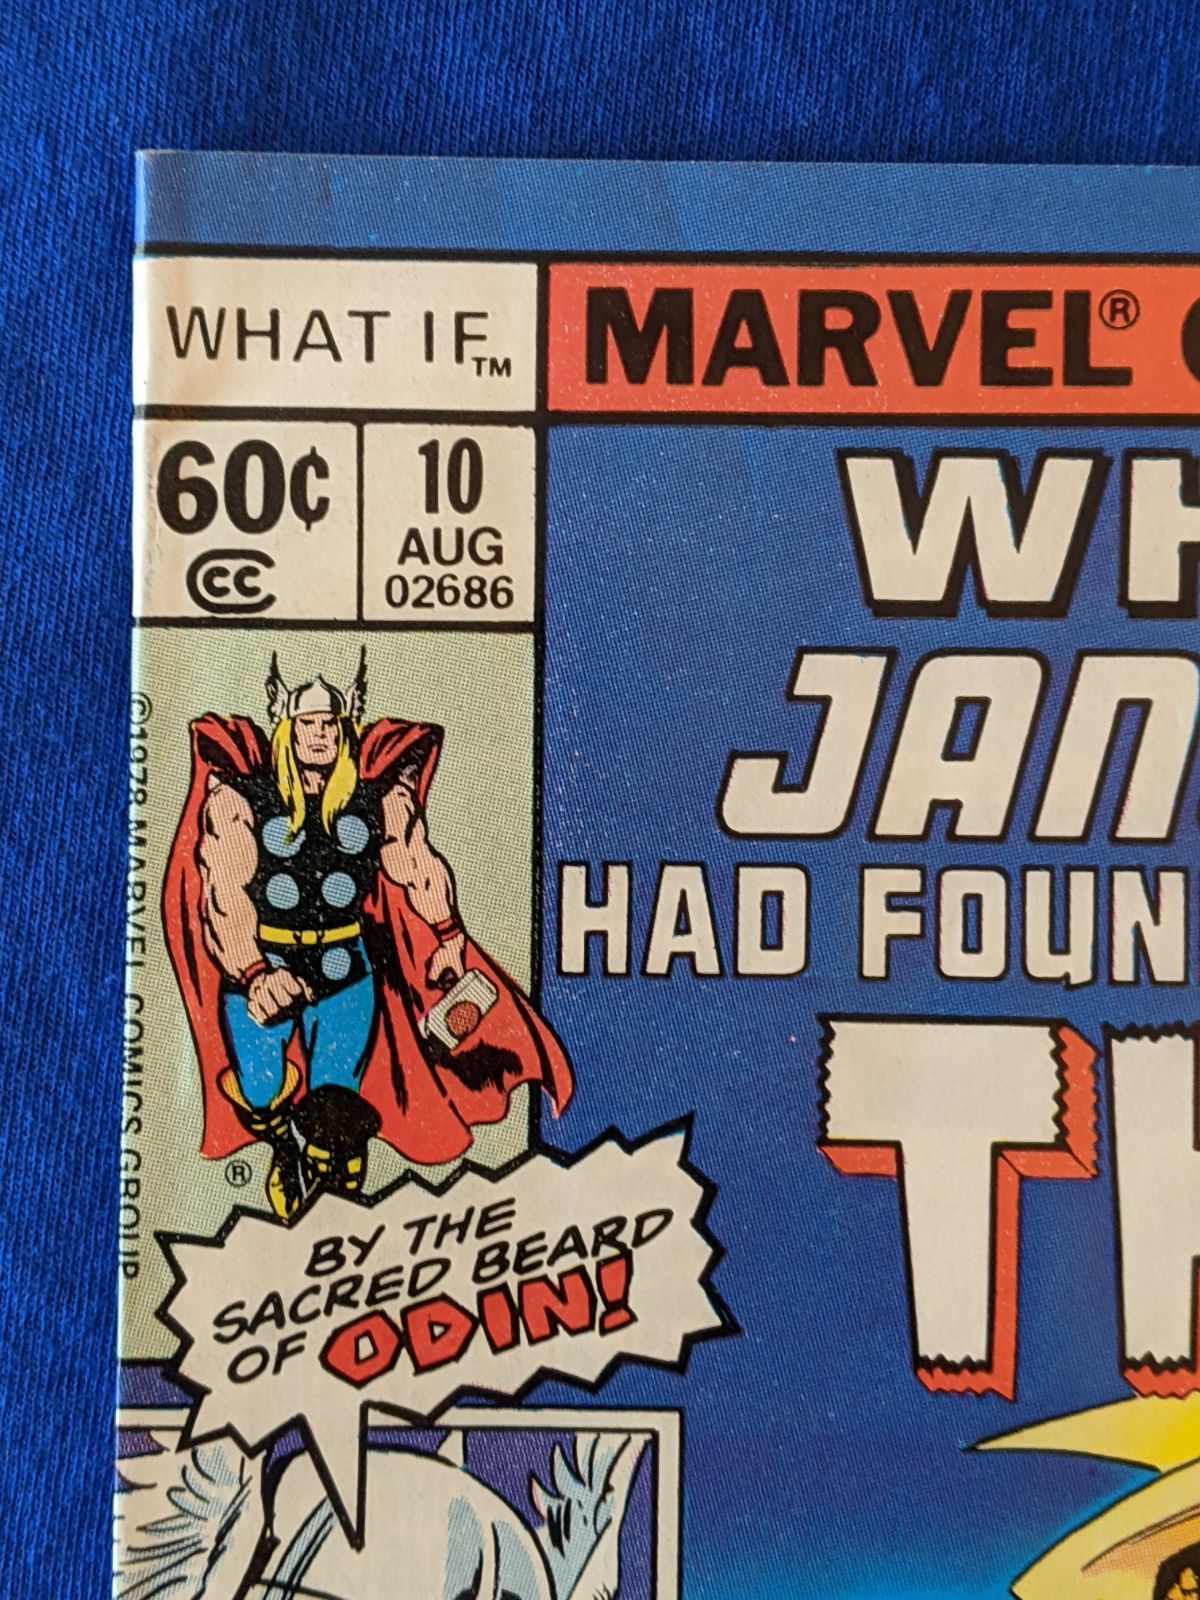 WHAT IF™
MARVEL®
60¢
CC
10
AUG
02686
JAN
HAD FOUN
TH
©1978 MARVEL COMICS GROUP
®
BY THE
SACRED BEARD
OF ODIN!